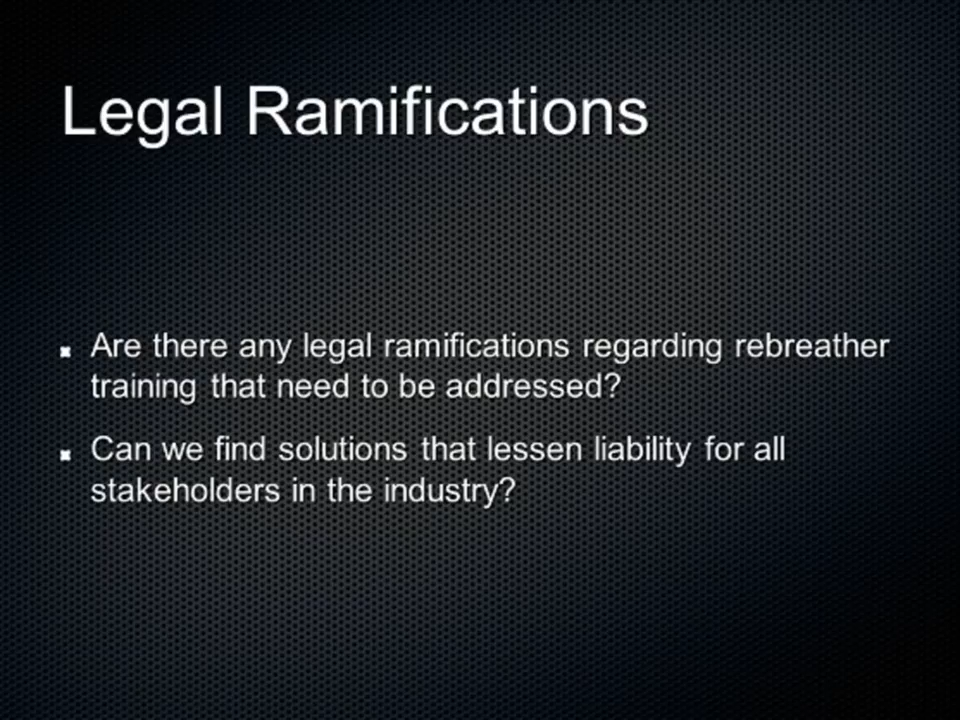 Legal Ramifications
Are there any legal ramifications regarding rebreather
training that need to be addressed?
Can we find solutions that lessen liability for all
stakeholders in the industry?